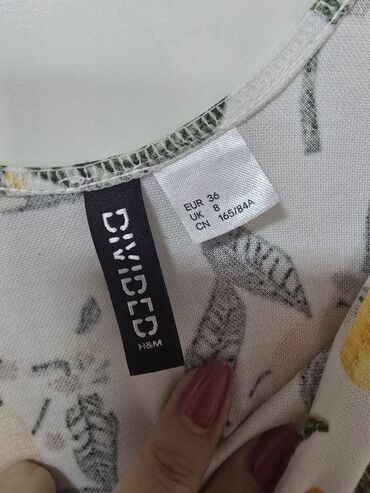 DIVIDED
H&M
EUR 36
UK 8
CN 165/84A